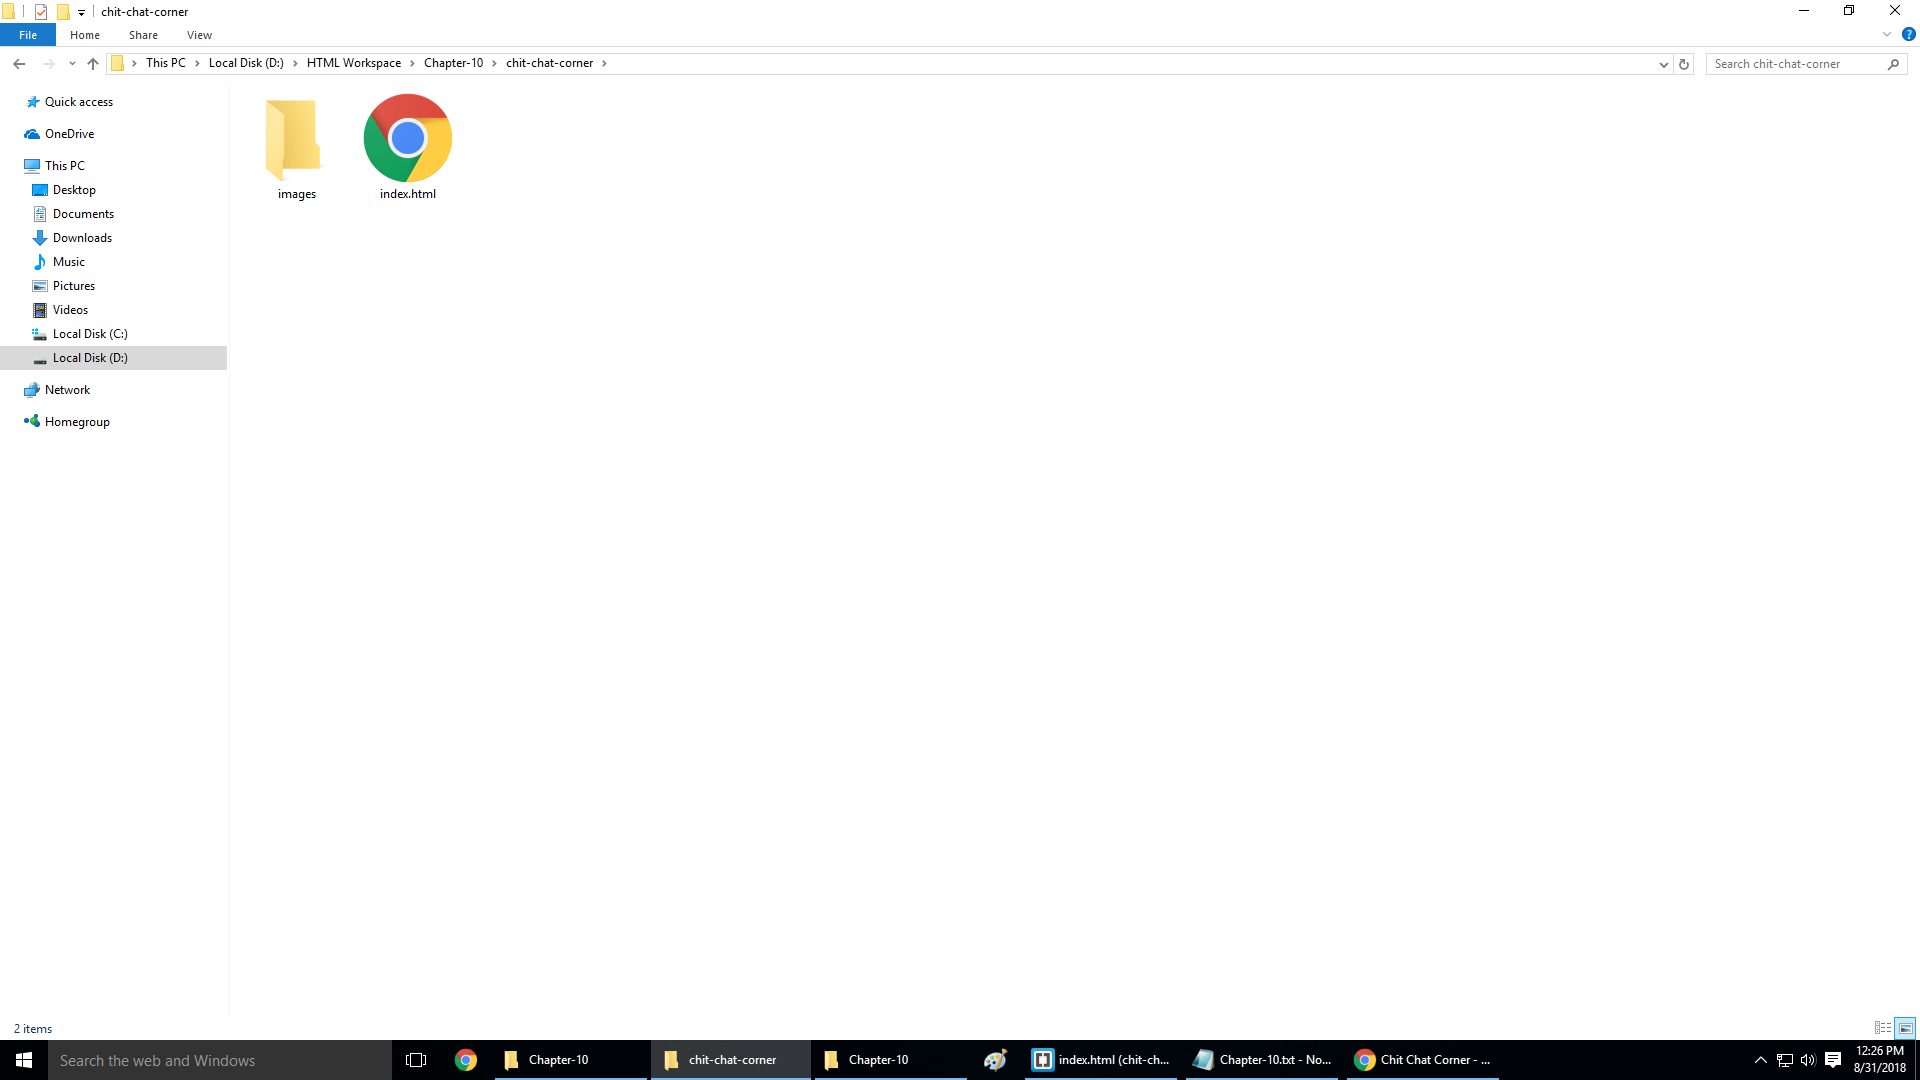 chit-chat-corner
File Home Share View
This PC Local Disk (D:) HTML Workspace Chapter-10 chit-chat-corner
Search chit-chat-corner
Quick access
OneDrive
This PC
Desktop
Documents
Downloads
Music
Pictures
Videos
Local Disk (C:)
Local Disk (D:)
Network
Homegroup
images
index.html
2 items
Search the web and Windows
Chapter-10
chit-chat-corner
Chapter-10
index.html (chit-ch...
Chapter-10.txt - No...
Chit Chat Corner - ...
12:26 PM
8/31/2018